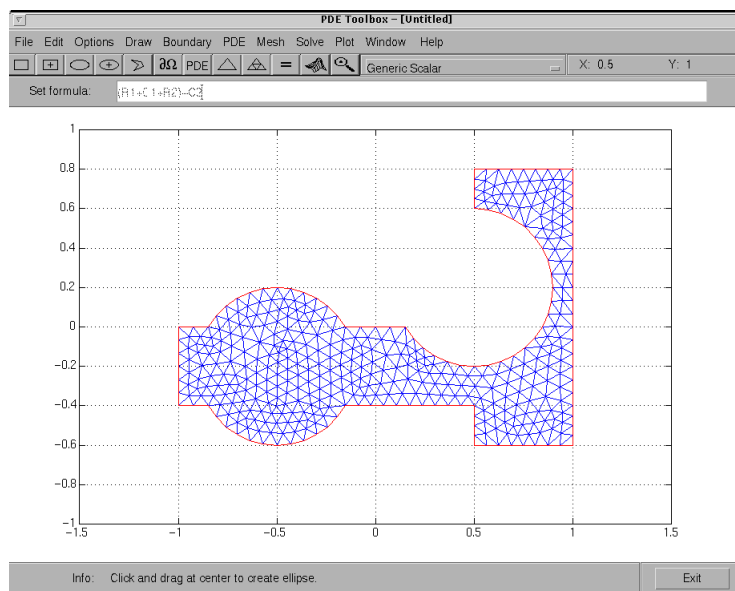 PDE Toolbox – [Untitled]
File Edit Options Draw Boundary PDE Mesh Solve Plot Window Help
∂Ω PDE = Generic Scalar X: 0.5 Y: 1
Set formula: (R1+C1+R2)-C2
1
0.8
0.6
0.4
0.2
0
-0.2
-0.4
-0.6
-0.8
-1
-1.5 -1 -0.5 0 0.5 1 1.5
Info: Click and drag at center to create ellipse. Exit